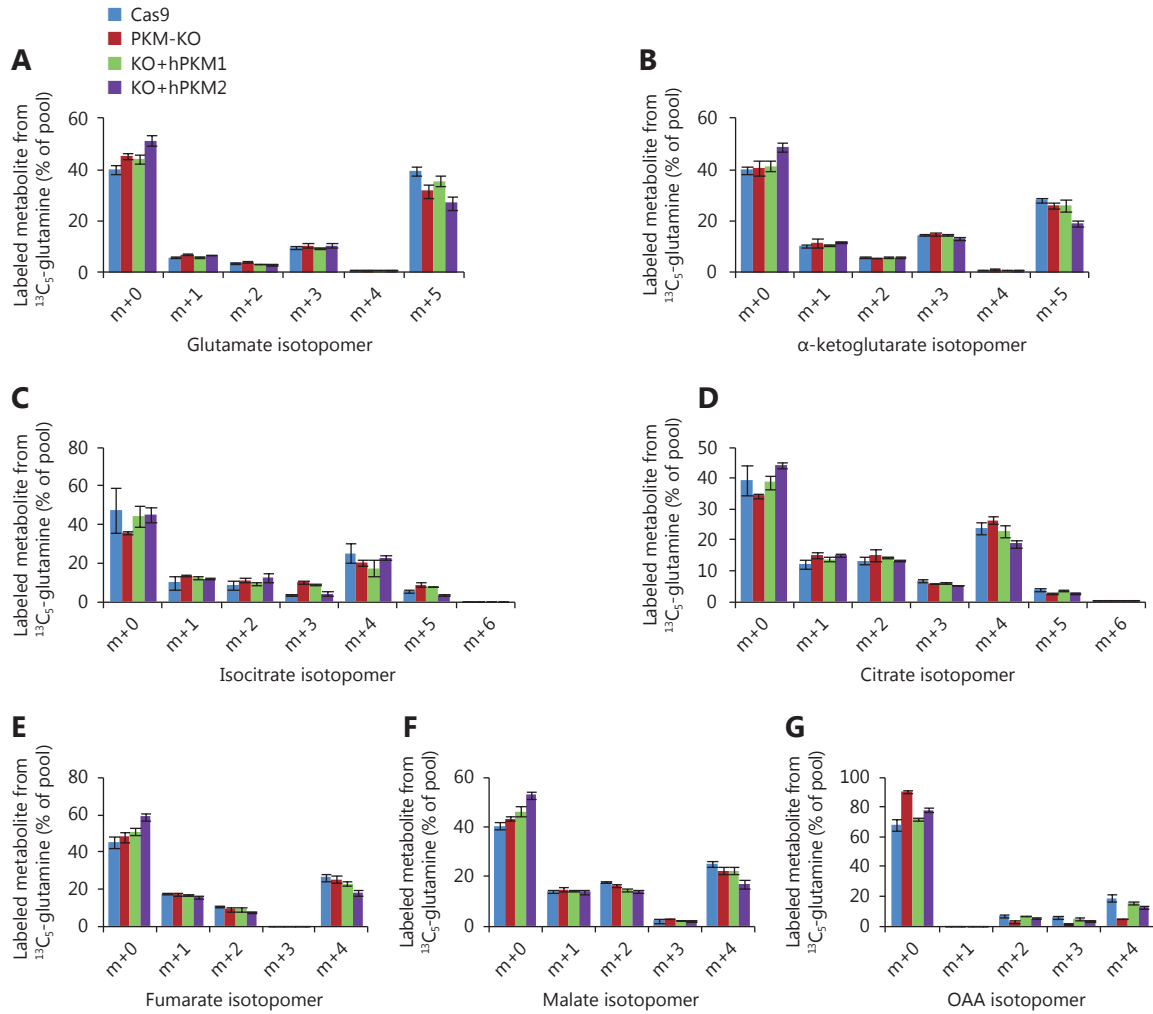 Cas9
PKM-KO
KO+hPKM1
KO+hPKM2
A
Labeled metabolite from
¹³C₅-glutamine (% of pool)
60
40
20
0
m+0
m+1
m+2
m+3
m+4
m+5
Glutamate isotopomer
B
Labeled metabolite from
¹³C₅-glutamine (% of pool)
60
40
20
0
m+0
m+1
m+2
m+3
m+4
m+5
α-ketoglutarate isotopomer
C
Labeled metabolite from
¹³C₅-glutamine (% of pool)
80
60
40
20
0
m+0
m+1
m+2
m+3
m+4
m+5
m+6
Isocitrate isotopomer
D
Labeled metabolite from
¹³C₅-glutamine (% of pool)
50
40
30
20
10
0
m+0
m+1
m+2
m+3
m+4
m+5
m+6
Citrate isotopomer
E
Labeled metabolite from
¹³C₅-glutamine (% of pool)
80
60
40
20
0
m+0
m+1
m+2
m+3
m+4
Fumarate isotopomer
F
Labeled metabolite from
¹³C₅-glutamine (% of pool)
60
40
20
0
m+0
m+1
m+2
m+3
m+4
Malate isotopomer
G
Labeled metabolite from
¹³C₅-glutamine (% of pool)
100
80
60
40
20
0
m+0
m+1
m+2
m+3
m+4
OAA isotopomer